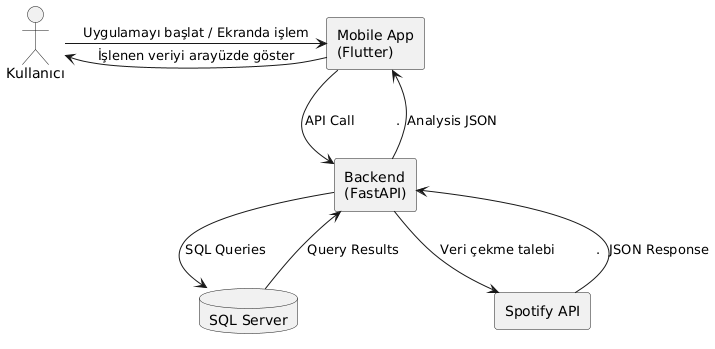 Uygulamayı başlat / Ekranda işlem
İşlenen veriyi arayüzde göster
Kullanıcı
Mobile App
(Flutter)
API Call
. Analysis JSON
Backend
(FastAPI)
SQL Queries
Query Results
Veri çekme talebi
. JSON Response
SQL Server
Spotify API